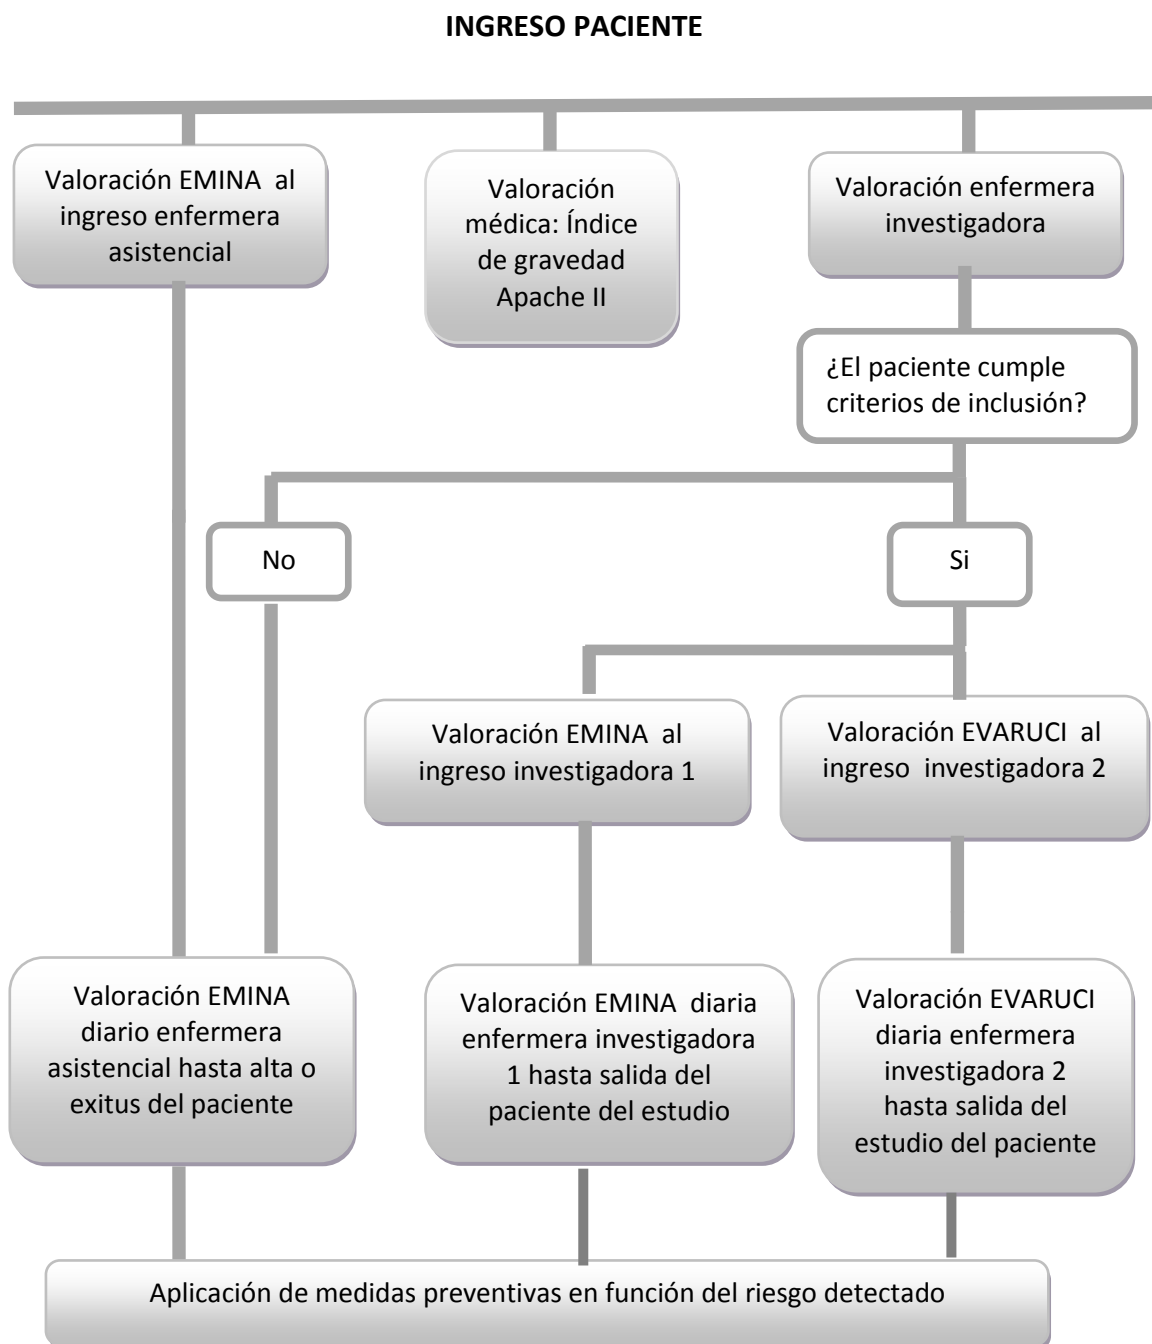 INGRESO PACIENTE
Valoración EMINA al
ingreso enfermera
asistencial
Valoración
médica: Índice
de gravedad
Apache II
Valoración enfermera
investigadora
¿El paciente cumple
criterios de inclusión?
No
Si
Valoración EMINA al
ingreso investigadora 1
Valoración EVARUCI al
ingreso investigadora 2
Valoración EMINA
diario enfermera
asistencial hasta alta o
exitus del paciente
Valoración EMINA diaria
enfermera investigadora
1 hasta salida del
paciente del estudio
Valoración EVARUCI
diaria enfermera
investigadora 2
hasta salida del
estudio del paciente
Aplicación de medidas preventivas en función del riesgo detectado